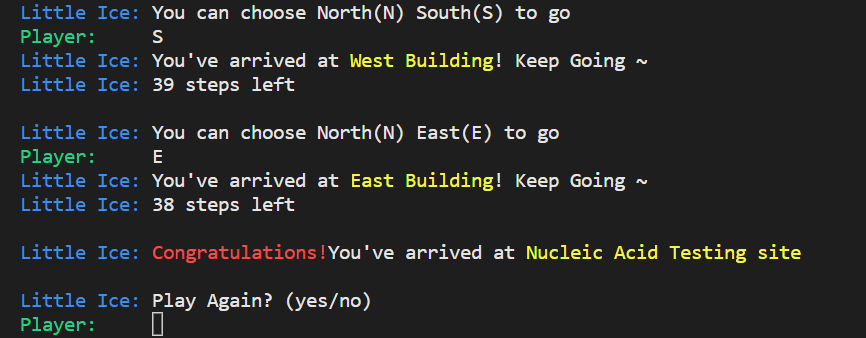 Little Ice: You can choose North(N) South(S) to go
Player: S
Little Ice: You've arrived at West Building! Keep Going ~
Little Ice: 39 steps left
Little Ice: You can choose North(N) East(E) to go
Player: E
Little Ice: You've arrived at East Building! Keep Going ~
Little Ice: 38 steps left
Little Ice: Congratulations!You've arrived at Nucleic Acid Testing site
Little Ice: Play Again? (yes/no)
Player: